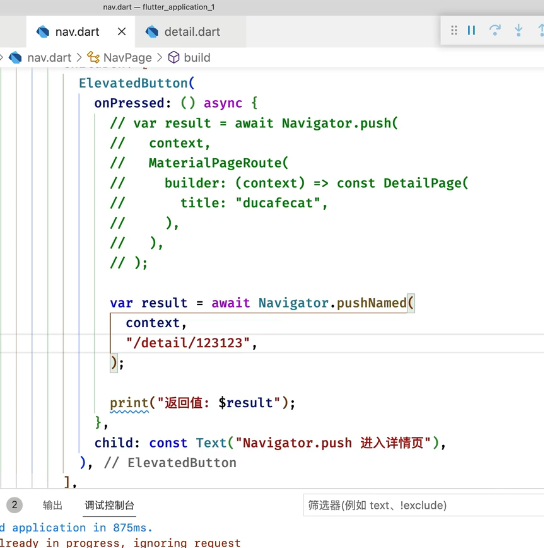 nav.dart — flutter_application_1
nav.dart
detail.dart
nav.dart > NavPage > build
ElevatedButton(
onPressed: () async {
// var result = await Navigator.push(
//   context,
//   MaterialPageRoute(
//     builder: (context) => const DetailPage(
//       title: "ducafecat",
//     ),
//   ),
// );
var result = await Navigator.pushNamed(
context,
"/detail/123123",
);
print("返回值: $result");
},
child: const Text("Navigator.push 进入详情页"),
), // ElevatedButton
],
2 输出 调试控制台 筛选器(例如 text、!exclude)
d application in 875ms.
lready in progress, ignoring request